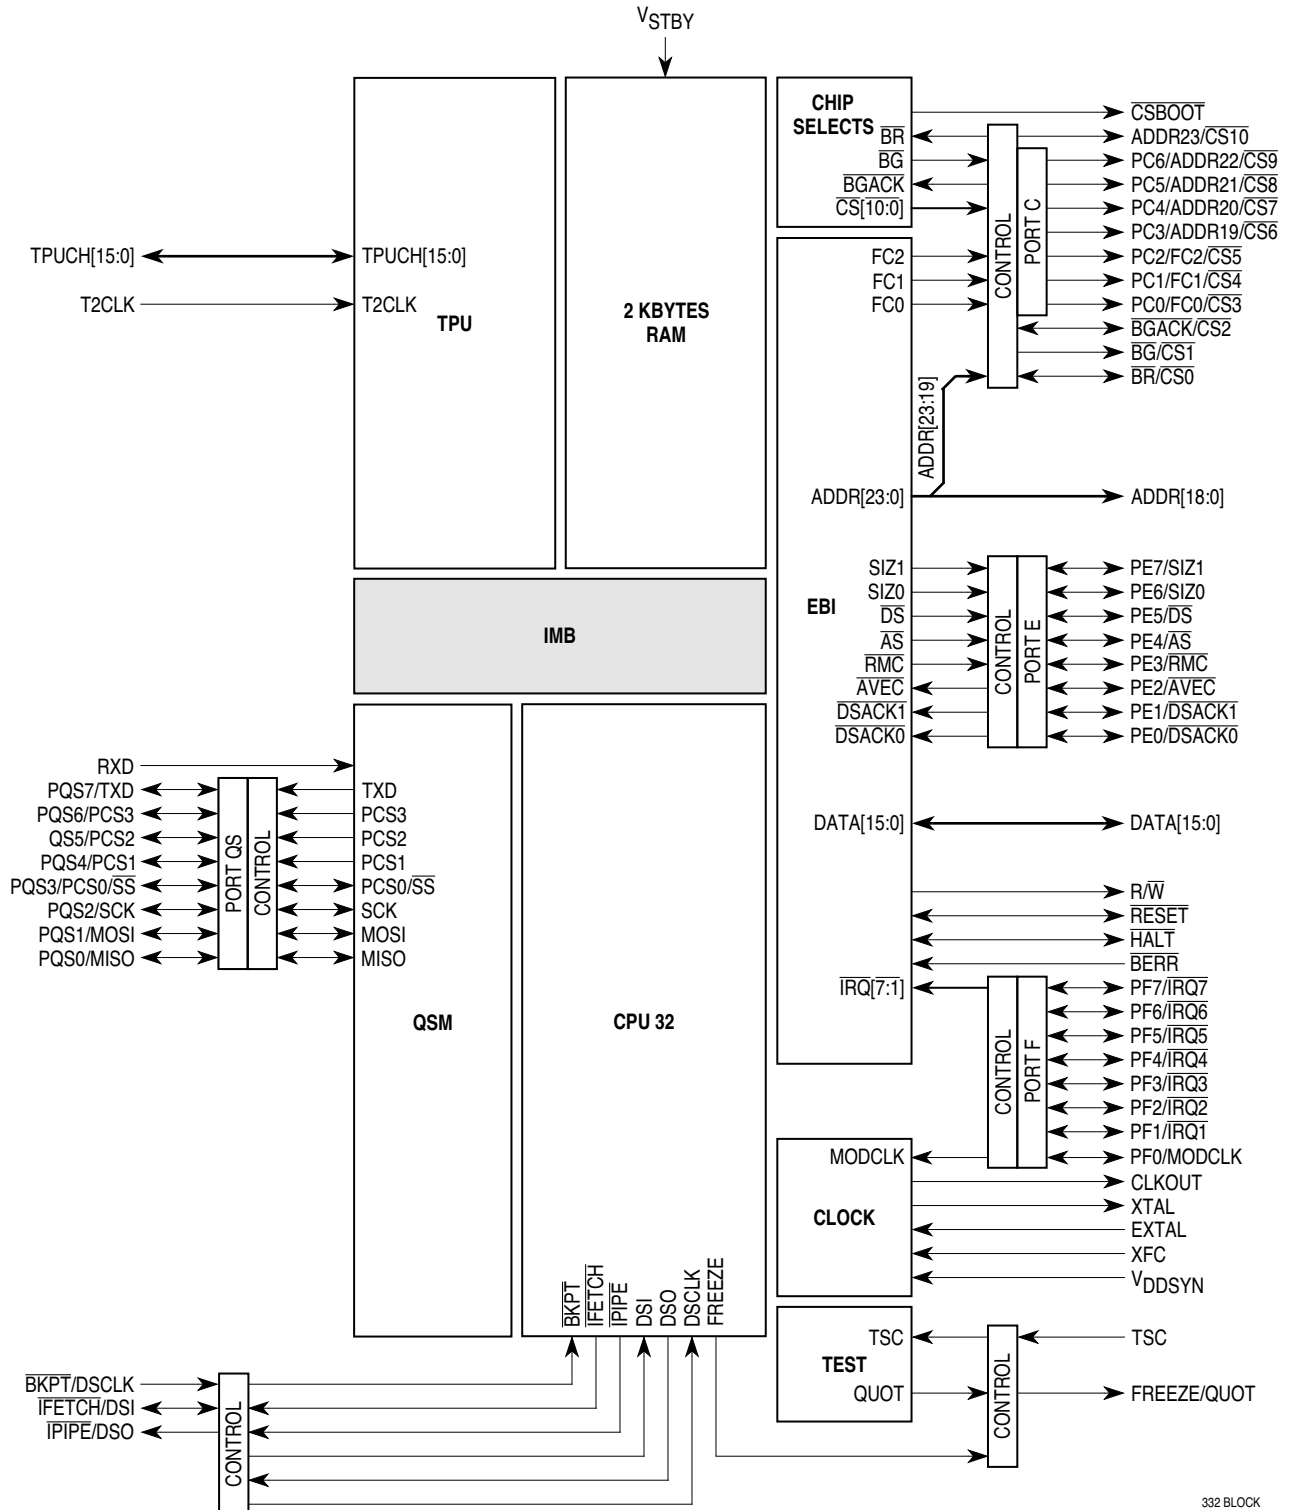 VSTBY
CHIP
SELECTS
BR
BG
BGACK
CS[10:0]
CONTROL
PORT C
CSBOOT
ADDR23/CS10
PC6/ADDR22/CS9
PC5/ADDR21/CS8
PC4/ADDR20/CS7
PC3/ADDR19/CS6
PC2/FC2/CS5
PC1/FC1/CS4
PC0/FC0/CS3
BGACK/CS2
BG/CS1
BR/CS0
TPUCH[15:0]
T2CLK
TPUCH[15:0]
T2CLK
TPU
2 KBYTES
RAM
FC2
FC1
FC0
ADDR[23:19]
ADDR[23:0]
ADDR[18:0]
EBI
SIZ1
SIZ0
DS
AS
RMC
AVEC
DSACK1
DSACK0
CONTROL
PORT E
PE7/SIZ1
PE6/SIZ0
PE5/DS
PE4/AS
PE3/RMC
PE2/AVEC
PE1/DSACK1
PE0/DSACK0
IMB
DATA[15:0]
DATA[15:0]
RXD
PQS7/TXD
PQS6/PCS3
QS5/PCS2
PQS4/PCS1
PQS3/PCS0/SS
PQS2/SCK
PQS1/MOSI
PQS0/MISO
PORT QS
CONTROL
TXD
PCS3
PCS2
PCS1
PCS0/SS
SCK
MOSI
MISO
QSM
CPU 32
R/W
RESET
HALT
BERR
IRQ[7:1]
CONTROL
PORT F
PF7/IRQ7
PF6/IRQ6
PF5/IRQ5
PF4/IRQ4
PF3/IRQ3
PF2/IRQ2
PF1/IRQ1
PF0/MODCLK
MODCLK
CLOCK
CLKOUT
XTAL
EXTAL
XFC
VDDSYN
BKPT
IFETCH
IPIPE
DSI
DSO
DSCLK
FREEZE
TSC
TEST
QUOT
CONTROL
TSC
FREEZE/QUOT
BKPT/DSCLK
IFETCH/DSI
IPIPE/DSO
CONTROL
332 BLOCK